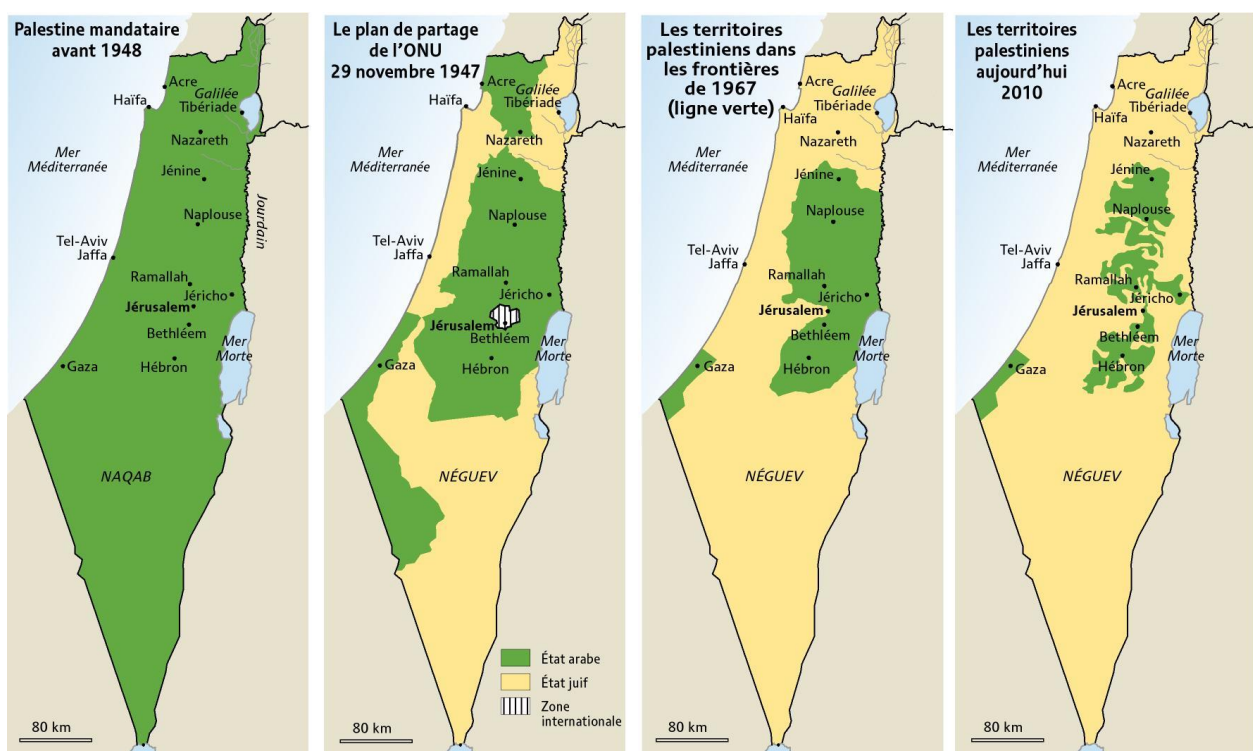 Palestine mandataire
avant 1948
Acre
Haïfa
Galilée
Tibériade
Nazareth
Mer
Méditerranée
Jénine
Jourdain
Naplouse
Tel-Aviv
Jaffa
Ramallah
Jéricho
Jérusalem
Bethléem
Mer
Morte
Gaza
Hébron
NAQAB
80 km
Le plan de partage
de l'ONU
29 novembre 1947
Acre
Haïfa
Galilée
Tibériade
Nazareth
Mer
Méditerranée
Jénine
Naplouse
Tel-Aviv
Jaffa
Ramallah
Jéricho
Jérusalem
Bethléem
Mer
Morte
Gaza
Hébron
NÉGUEV
État arabe
État juif
Zone
internationale
80 km
Les territoires
palestiniens dans
les frontières
de 1967
(ligne verte)
Acre
Haïfa
Galilée
Tibériade
Nazareth
Mer
Méditerranée
Jénine
Naplouse
Tel-Aviv
Jaffa
Ramallah
Jéricho
Jérusalem
Bethléem
Mer
Morte
Gaza
Hébron
NÉGUEV
80 km
Les territoires
palestiniens
aujourd'hui
2010
Acre
Haïfa
Galilée
Tibériade
Nazareth
Mer
Méditerranée
Jénine
Naplouse
Tel-Aviv
Jaffa
Ramallah
Jéricho
Jérusalem
Bethléem
Mer
Morte
Gaza
Hébron
NÉGUEV
80 km